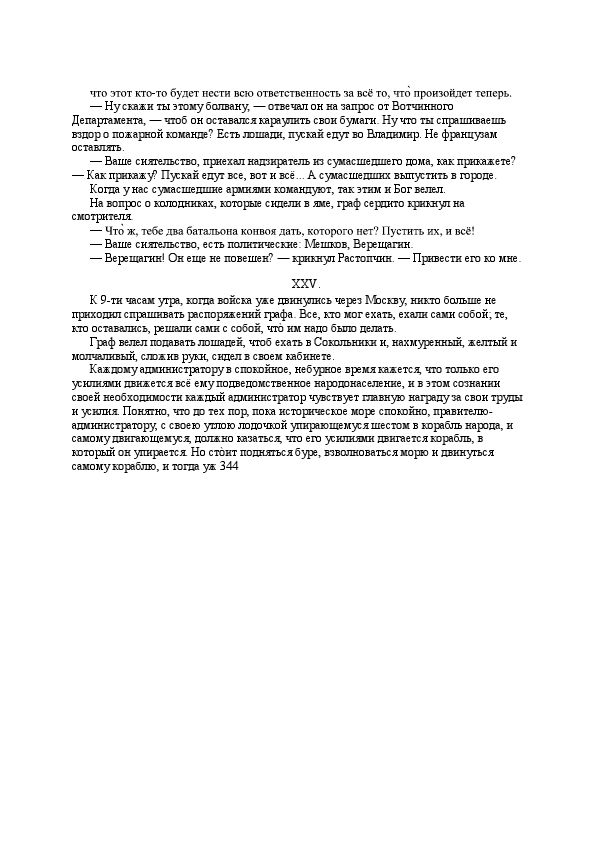 что этот кто-то будет нести всю ответственность за всё то, что̀ произойдет теперь.
— Ну скажи ты этому болвану, — отвечал он на запрос от Вотчинного
Департамента, — чтоб он оставался караулить свои бумаги. Ну что ты спрашиваешь
вздор о пожарной команде? Есть лошади, пускай едут во Владимир. Не французам
оставлять.
— Ваше сиятельство, приехал надзиратель из сумасшедшего дома, как прикажете?
— Как прикажу? Пускай едут все, вот и всё... А сумасшедших выпустить в городе.
Когда у нас сумасшедшие армиями командуют, так этим и Бог велел.
На вопрос о колодниках, которые сидели в яме, граф сердито крикнул на
смотрителя.
— Что̀ ж, тебе два батальона конвоя дать, которого нет? Пустить их, и всё!
— Ваше сиятельство, есть политические: Мешков, Верещагин.
— Верещагин! Он еще не повешен? — крикнул Растопчин. — Привести его ко мне.
XXV.
К 9-ти часам утра, когда войска уже двинулись через Москву, никто больше не
приходил спрашивать распоряжений графа. Все, кто мог ехать, ехали сами собой; те,
кто оставались, решали сами с собой, что̀ им надо было делать.
Граф велел подавать лошадей, чтоб ехать в Сокольники и, нахмуренный, желтый и
молчаливый, сложив руки, сидел в своем кабинете.
Каждому администратору в спокойное, небурное время кажется, что только его
усилиями движется всё ему подведомственное народонаселение, и в этом сознании
своей необходимости каждый администратор чувствует главную награду за свои труды
и усилия. Понятно, что до тех пор, пока историческое море спокойно, правителю-
администратору, с своею утлою лодочкой упирающемуся шестом в корабль народа, и
самому двигающемуся, должно казаться, что его усилиями двигается корабль, в
который он упирается. Но сто̀ит подняться буре, взволноваться морю и двинуться
самому кораблю, и тогда уж 344